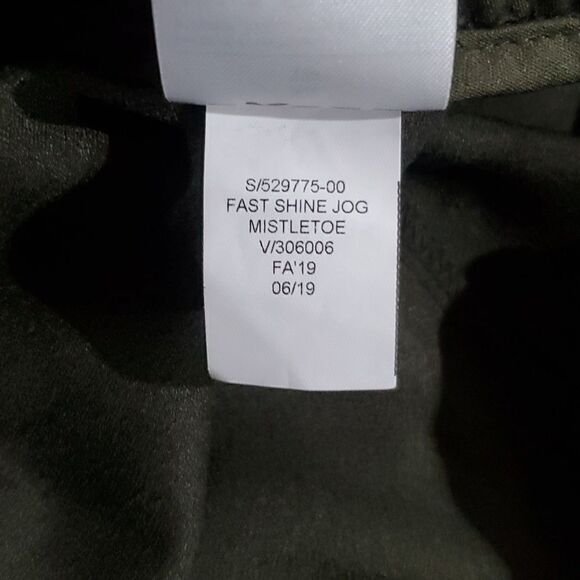 S/529775-00
FAST SHINE JOG
MISTLETOE
V/306006
FA'19
06/19